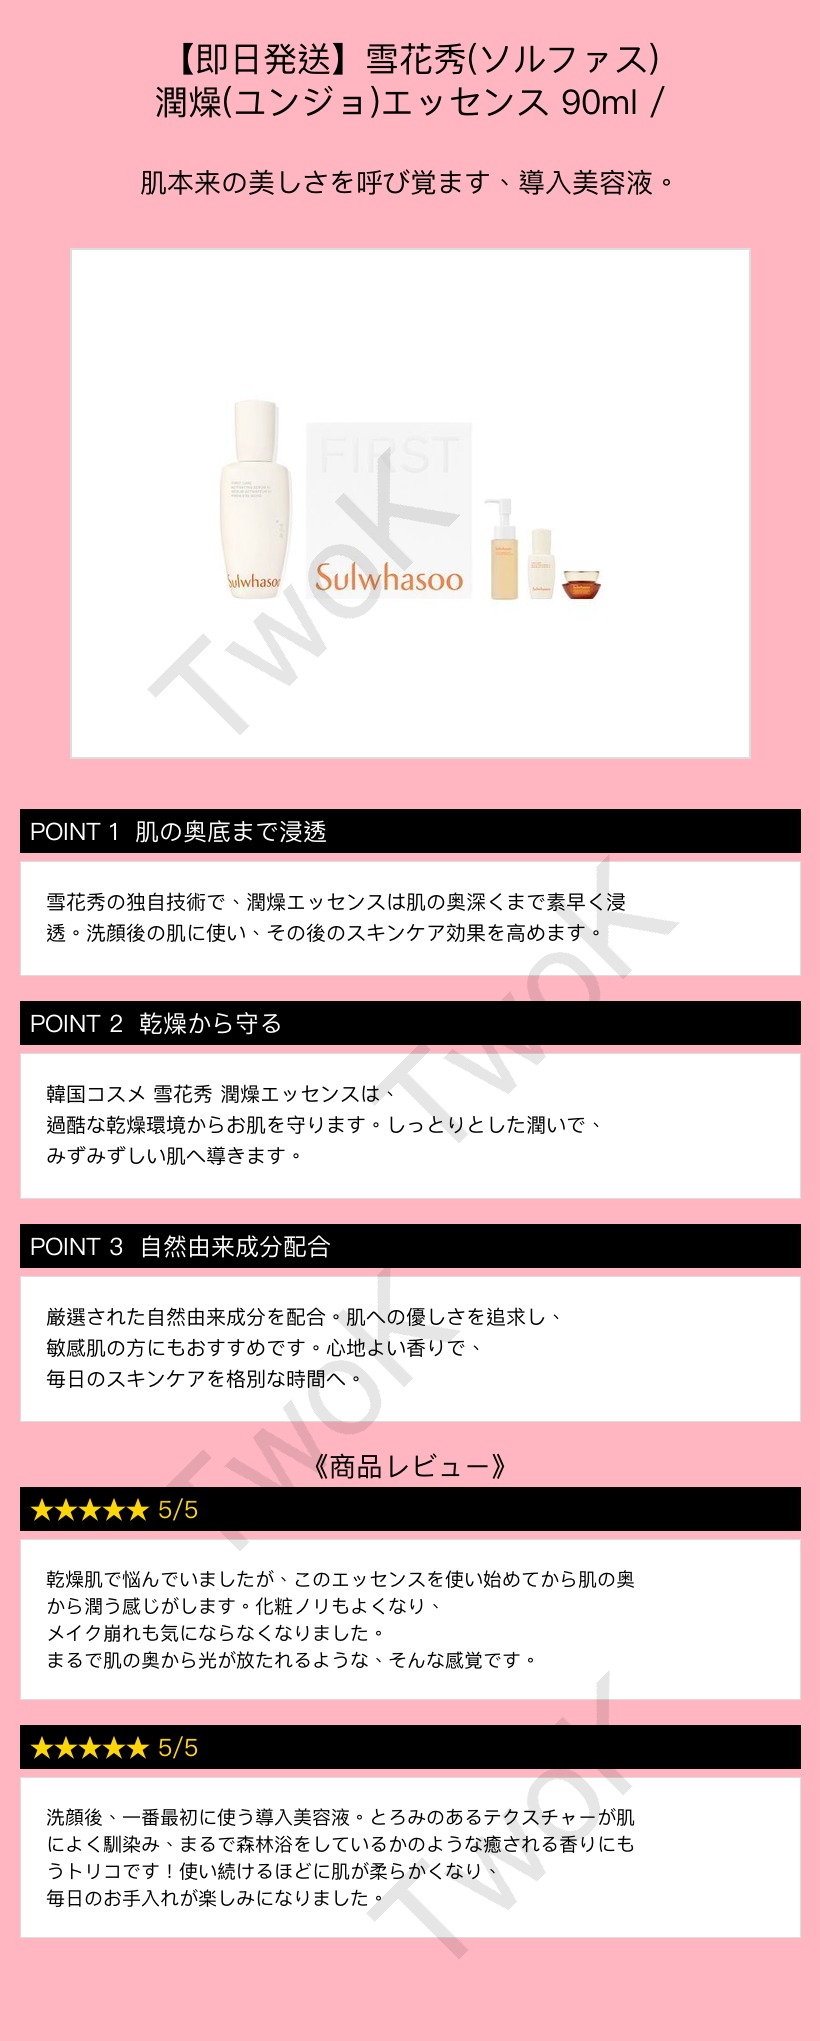 【即日発送】雪花秀(ソルファス)
潤燥(ユンジョ)エッセンス 90ml /
肌本来の美しさを呼び覚ます、導入美容液。
FIRST
Sulwhasoo
Sulwhasoo
TwoK
POINT 1 肌の奥底まで浸透
雪花秀の独自技術で、潤燥エッセンスは肌の奥深くまで素早く浸
透。洗顔後の肌に使い、その後のスキンケア効果を高めます。
TwoK
POINT 2 乾燥から守る
韓国コスメ 雪花秀 潤燥エッセンスは、
過酷な乾燥環境からお肌を守ります。しっとりとした潤いで、
みずみずしい肌へ導きます。
POINT 3 自然由来成分配合
厳選された自然由来成分を配合。肌への優しさを追求し、
敏感肌の方にもおすすめです。心地よい香りで、
毎日のスキンケアを格別な時間へ。
TwoK
《商品レビュー》
★★★★★ 5/5
乾燥肌で悩んでいましたが、このエッセンスを使い始めてから肌の奥
から潤う感じがします。化粧ノリもよくなり、
メイク崩れも気にならなくなりました。
まるで肌の奥から光が放たれるような、そんな感覚です。
★★★★★ 5/5
洗顔後、一番最初に使う導入美容液。とろみのあるテクスチャーが肌
によく馴染み、まるで森林浴をしているかのような癒される香りにも
うトリコです！使い続けるほどに肌が柔らかくなり、
毎日のお手入れが楽しみになりました。
TwoK